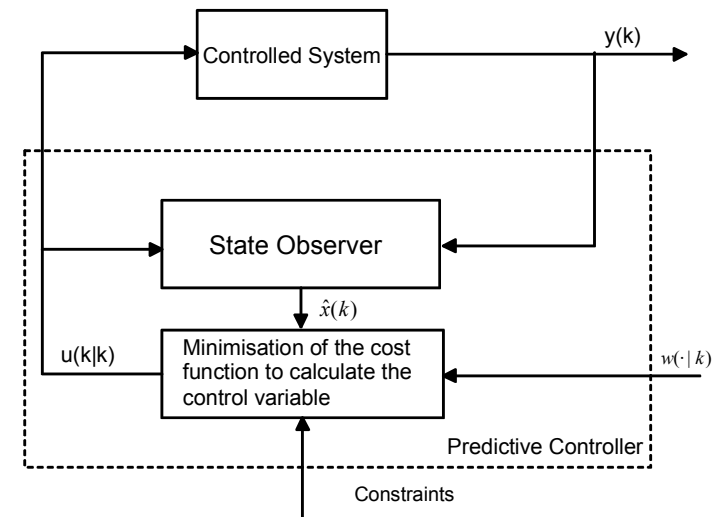 y(k)
Controlled System
State Observer
x̂(k)
u(k|k)
Minimisation of the cost
function to calculate the
control variable
w(·| k)
Predictive Controller
Constraints